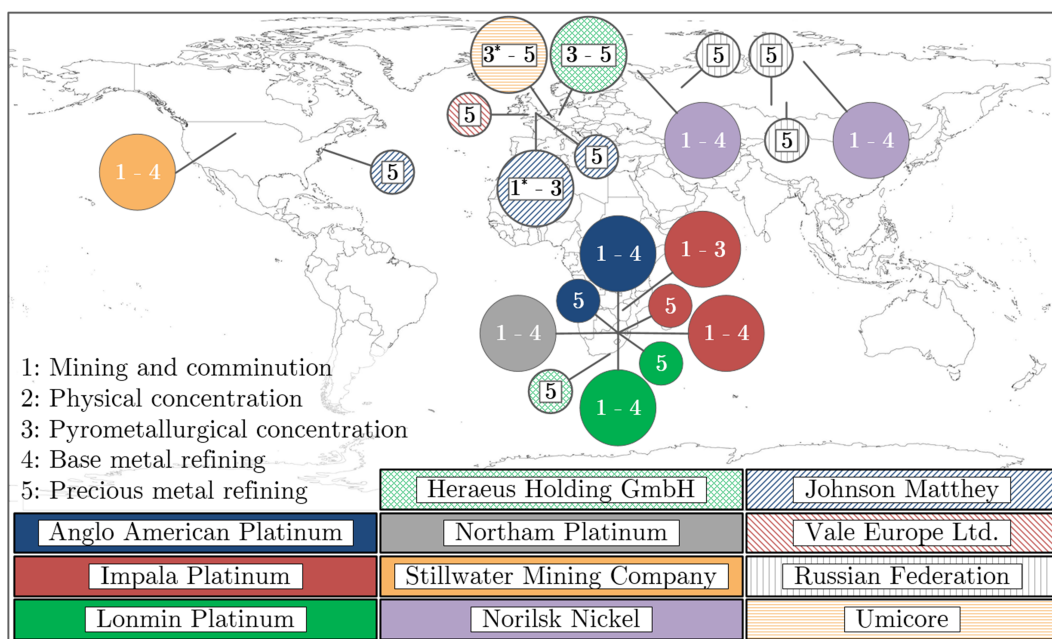 3* - 5
3 - 5
5
5
5
5
1 - 4
1 - 4
1 - 4
5
5
5
1* - 3
1 - 4
1 - 3
5
5
1 - 4
1 - 4
5
5
1 - 4
1: Mining and comminution
2: Physical concentration
3: Pyrometallurgical concentration
4: Base metal refining
5: Precious metal refining
Heraeus Holding GmbH
Johnson Matthey
Anglo American Platinum
Northam Platinum
Vale Europe Ltd.
Impala Platinum
Stillwater Mining Company
Russian Federation
Lonmin Platinum
Norilsk Nickel
Umicore